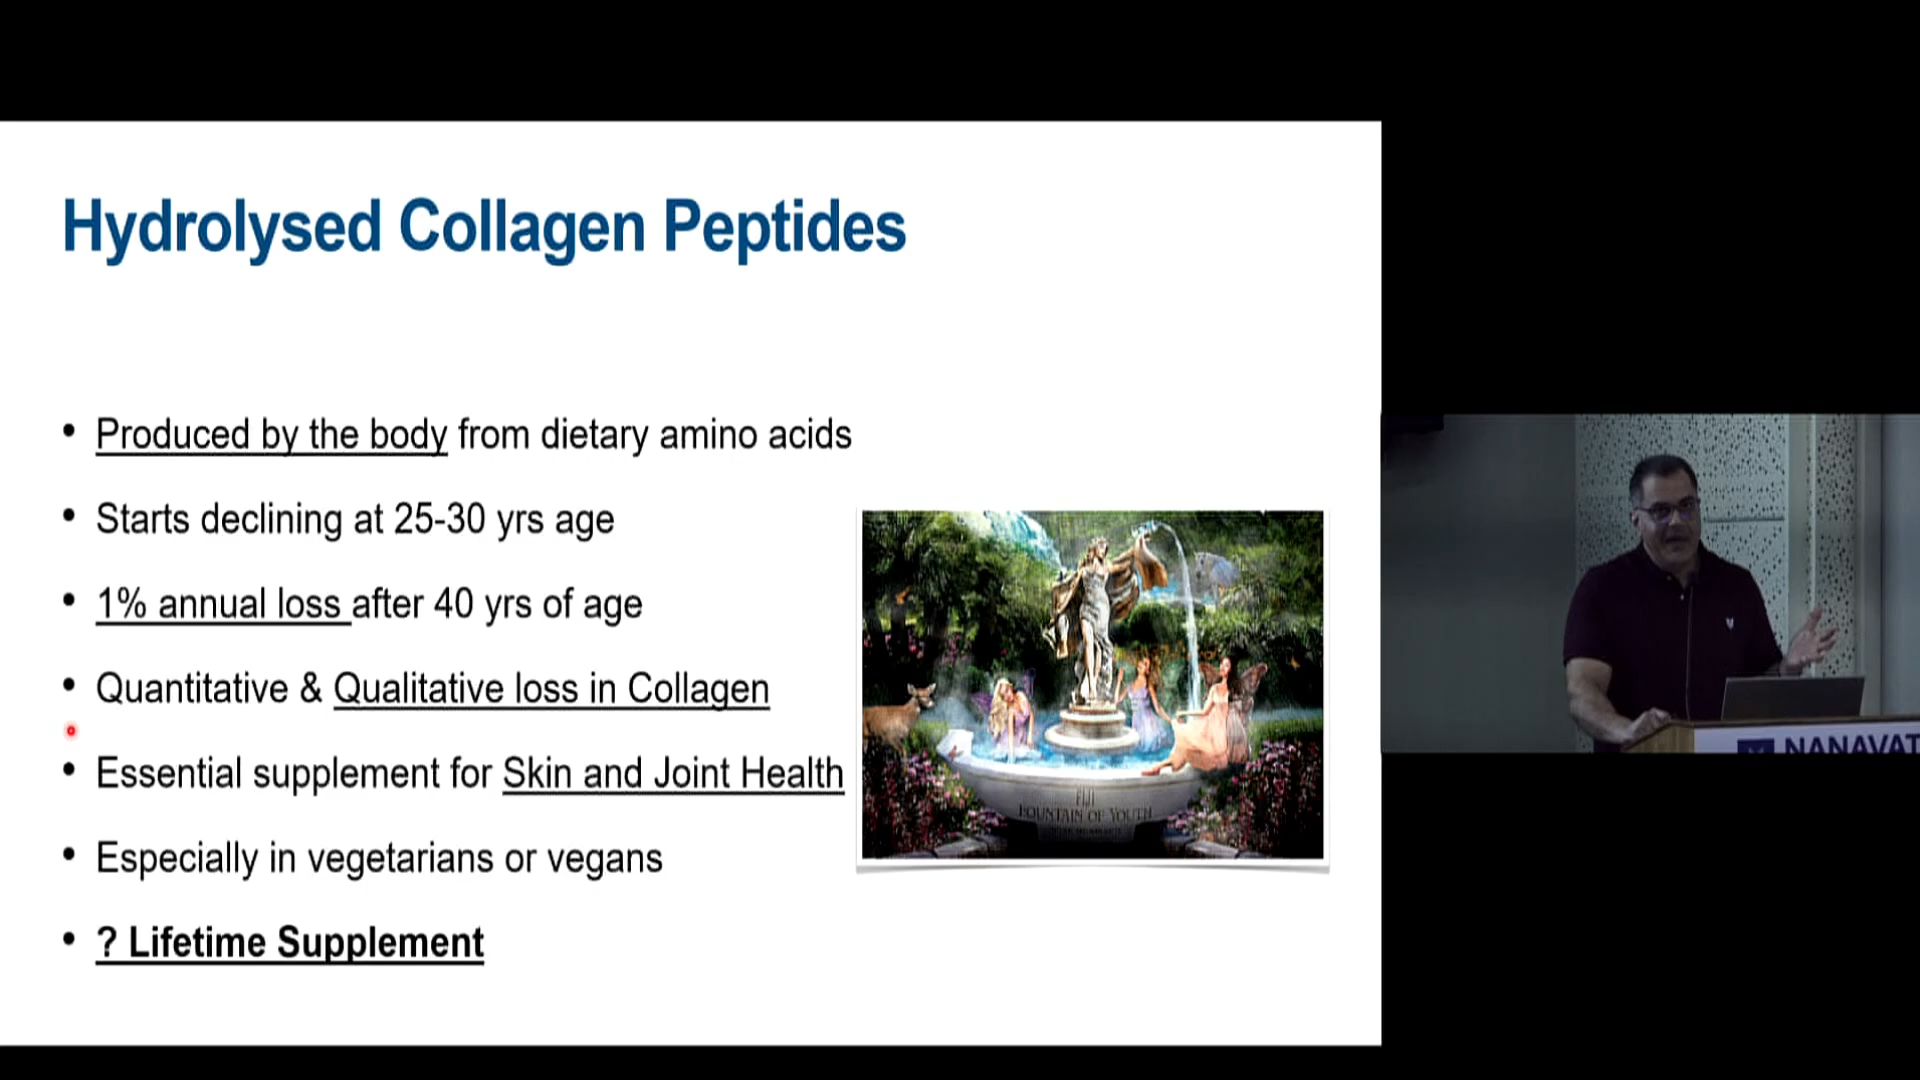 Hydrolysed Collagen Peptides
• Produced by the body from dietary amino acids
• Starts declining at 25-30 yrs age
• 1% annual loss after 40 yrs of age
• Quantitative & Qualitative loss in Collagen
• Essential supplement for Skin and Joint Health
• Especially in vegetarians or vegans
• ? Lifetime Supplement
FIJI
FOUNTAIN OF YOUTH
NANAVAT